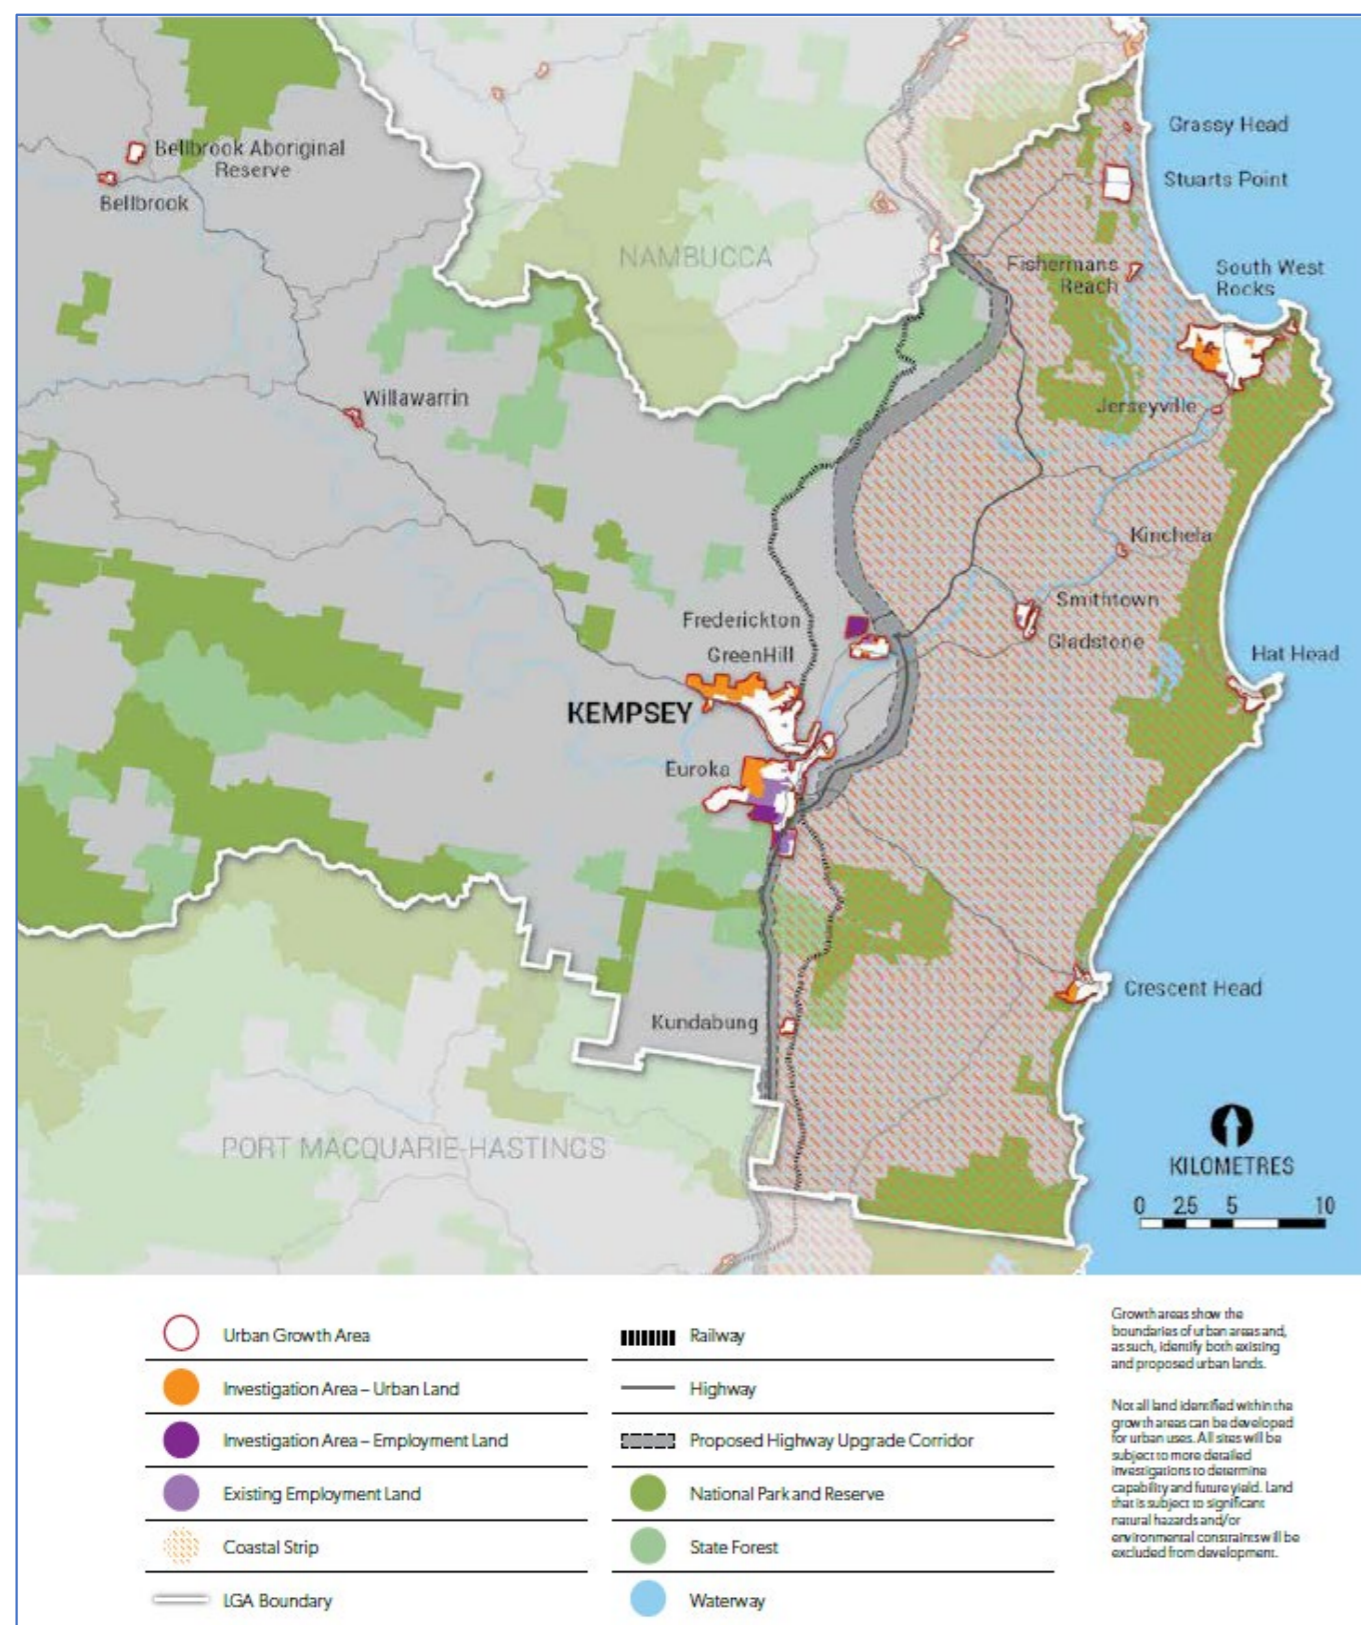 Grassy Head
Bellbrook Aboriginal
Reserve
Stuarts Point
Bellbrook
NAMBUCCA
Fishermans
Reach
South West
Rocks
Willawarrin
Jerseyville
Kinchela
Smithtown
Frederickton
Gladstone
GreenHill
Hat Head
KEMPSEY
Euroka
Crescent Head
Kundabung
PORT MACQUARIE-HASTINGS
KILOMETRES
0 2.5 5 10
Urban Growth Area
Investigation Area – Urban Land
Investigation Area – Employment Land
Existing Employment Land
Coastal Strip
LGA Boundary
Railway
Highway
Proposed Highway Upgrade Corridor
National Park and Reserve
State Forest
Waterway
Growth areas show the
boundaries of urban areas and,
as such, identify both existing
and proposed urban lands.
Not all land identified within the
growth areas can be developed
for urban uses. All sites will be
subject to more detailed
investigations to determine
capability and future yield. Land
that is subject to significant
natural hazards and/or
environmental constraints will be
excluded from development.